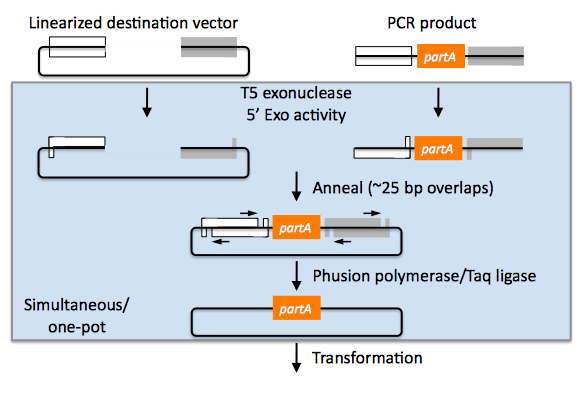 Linearized destination vector
PCR product
partA
T5 exonuclease
5’ Exo activity
partA
Anneal (~25 bp overlaps)
partA
Phusion polymerase/Taq ligase
Simultaneous/
one-pot
partA
Transformation